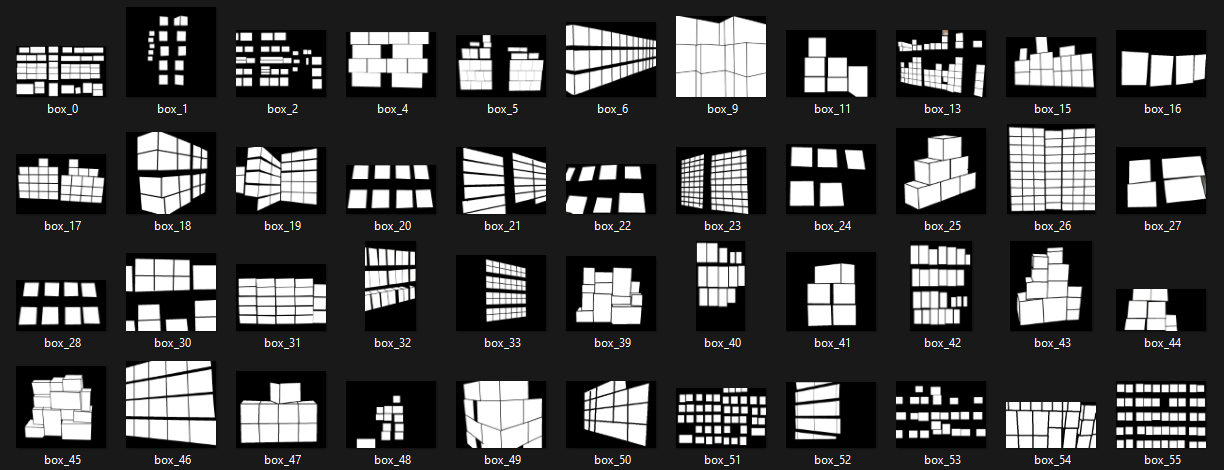 box_0 box_1 box_2 box_4 box_5 box_6 box_9 box_11 box_13 box_15 box_16
box_17 box_18 box_19 box_20 box_21 box_22 box_23 box_24 box_25 box_26 box_27
box_28 box_30 box_31 box_32 box_33 box_39 box_40 box_41 box_42 box_43 box_44
box_45 box_46 box_47 box_48 box_49 box_50 box_51 box_52 box_53 box_54 box_55